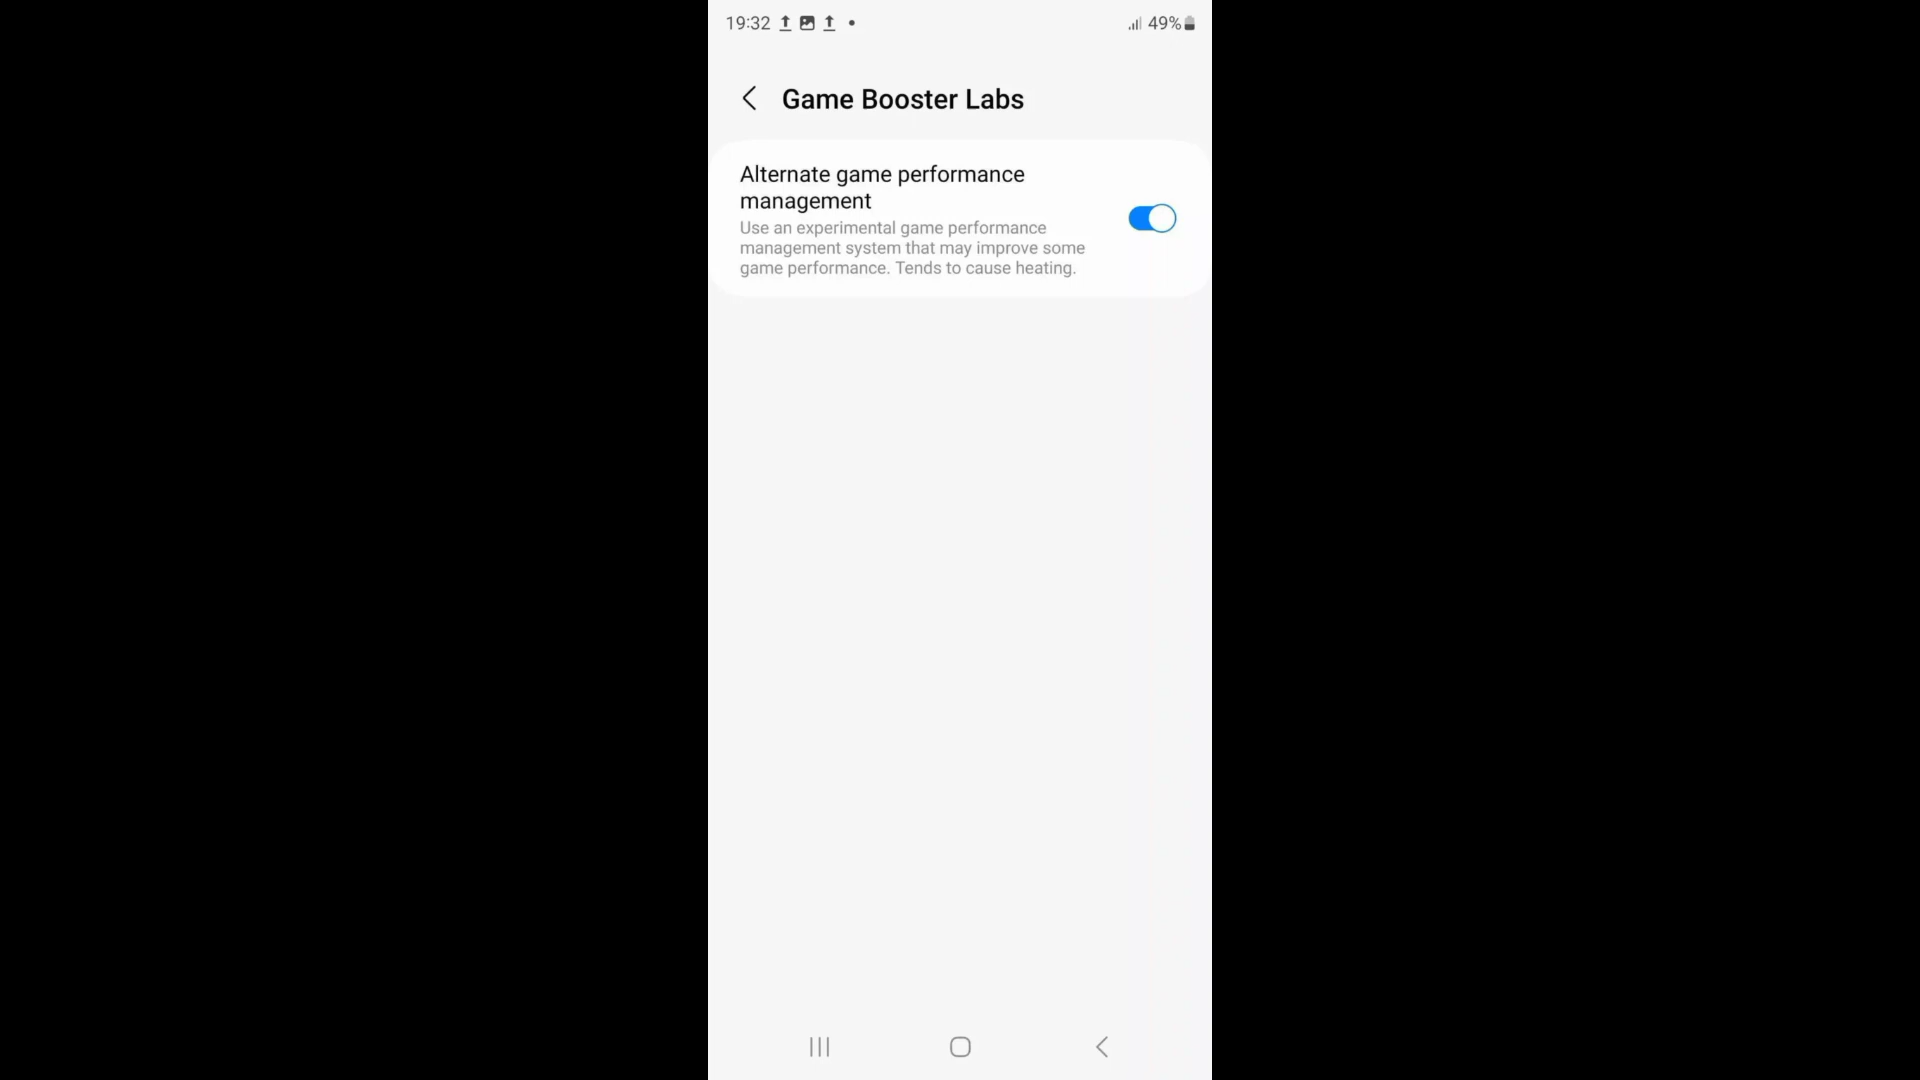 19:32
49%
Game Booster Labs
Alternate game performance
management
Use an experimental game performance
management system that may improve some
game performance. Tends to cause heating.